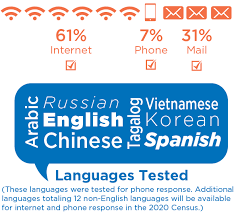 61% 7% 31%
Internet Phone Mail
Arabic
Russian
English
Chinese
Tagalog
Vietnamese
Korean
Spanish
Languages Tested
(These languages were tested for phone response. Additional
languages totaling 12 non-English languages will be available
for internet and phone response in the 2020 Census.)